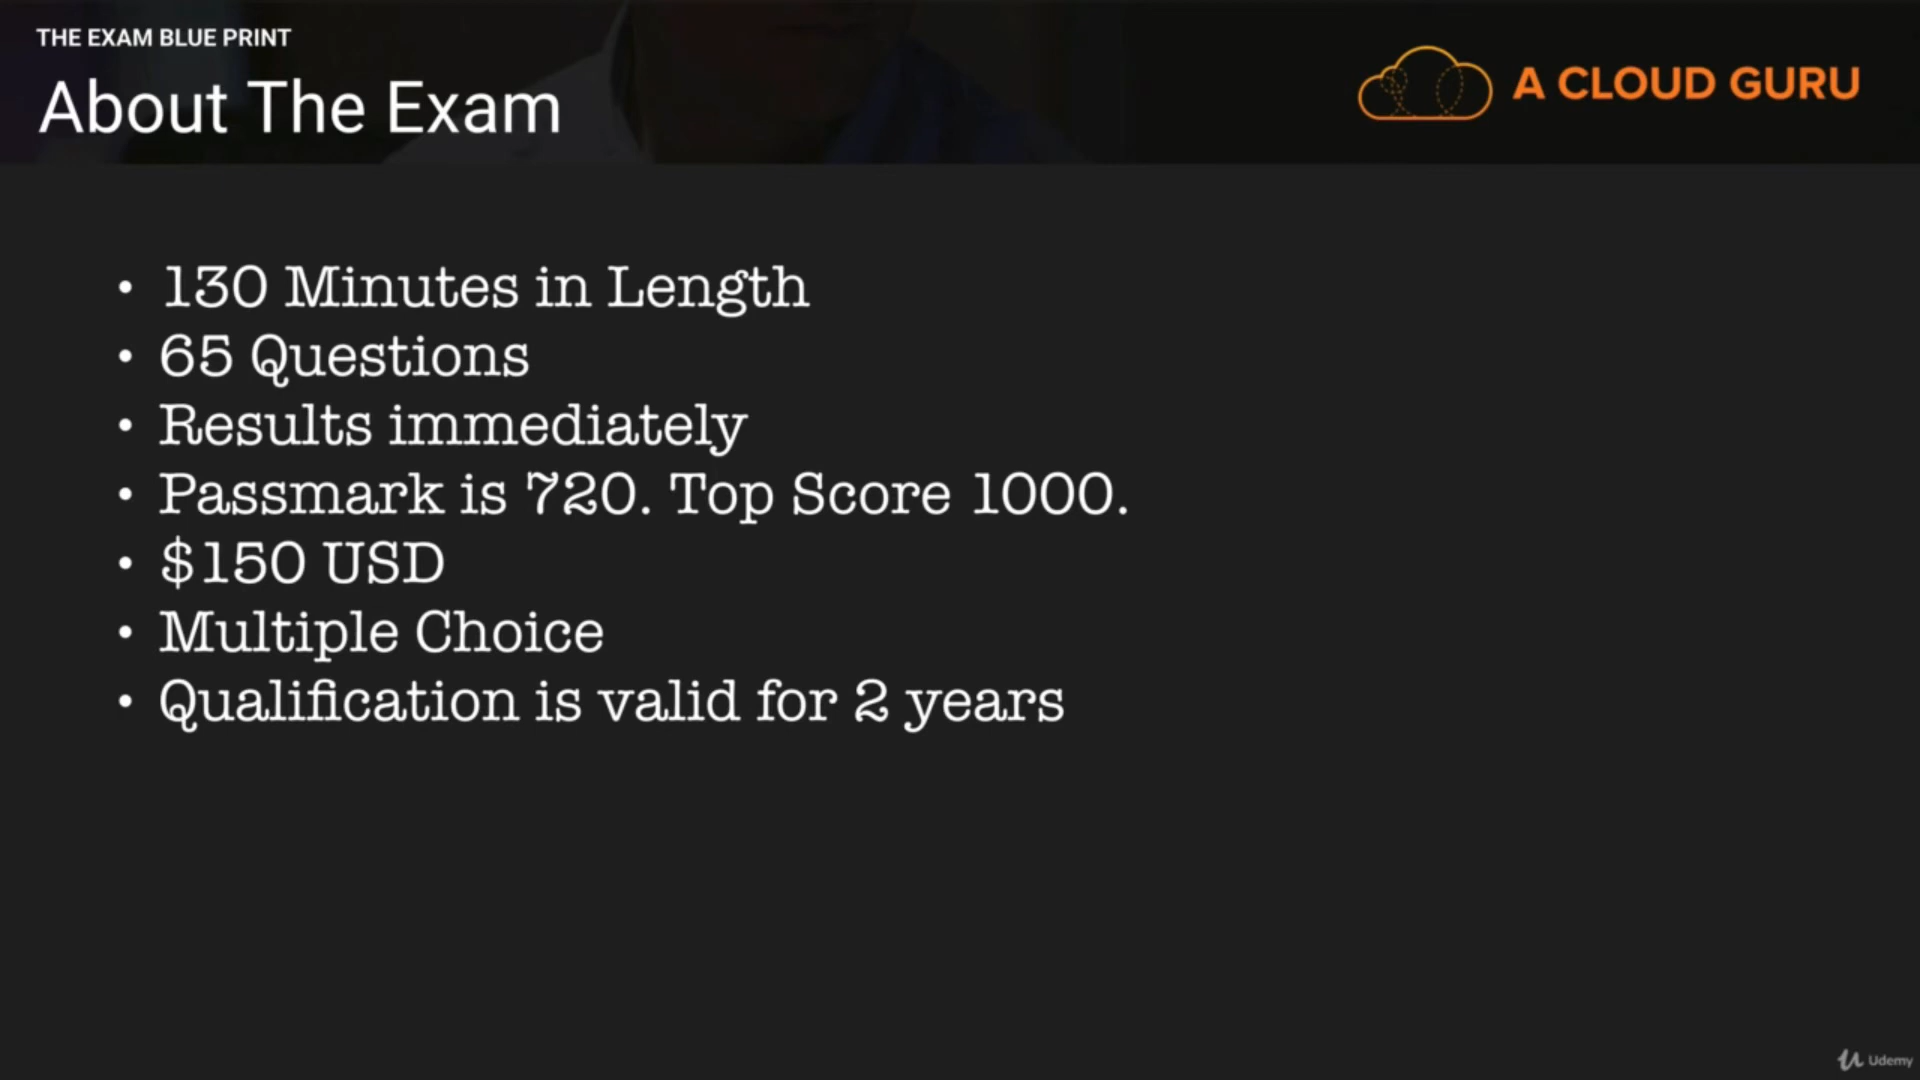 THE EXAM BLUE PRINT
About The Exam
A CLOUD GURU
• 130 Minutes in Length
• 65 Questions
• Results immediately
• Passmark is 720. Top Score 1000.
• $150 USD
• Multiple Choice
• Qualification is valid for 2 years
Udemy